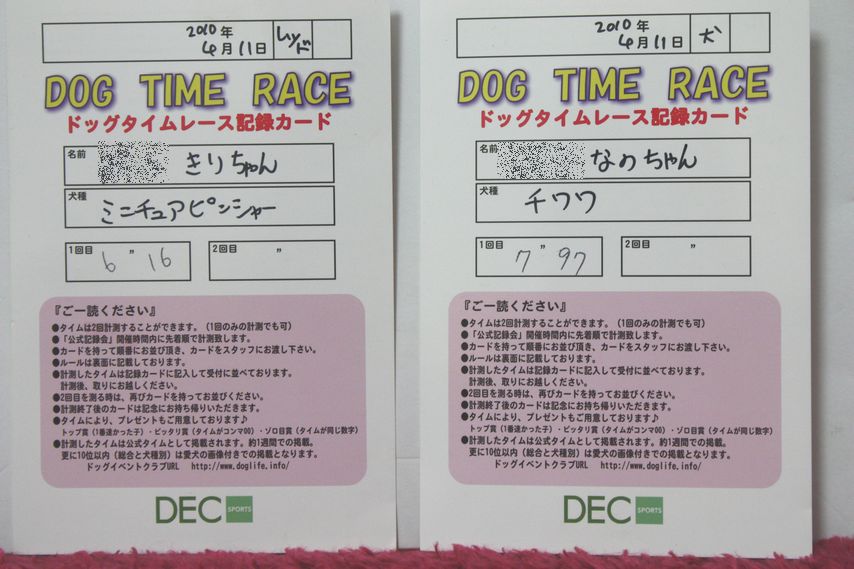 2010年
4月11日
DOG TIME RACE
ドッグタイムレース記録カード
名前 きりちゃん
犬種
ミニチュアピンシャー
1回目 " 2回目 "
6 16
『ご一読ください』
●タイムは2回計測することができます。(1回のみの計測でも可)
●「公式記録会」開催時間内に先着順で計測致します。
●カードを持って順番にお並び頂き、カードをスタッフにお渡し下さい。
●ルールは裏面に記載しております。
●計測したタイムは記録カードに記入して受付に並べております。
計測後、取りにお越しください。
●2回目を測る時は、再びカードを持ってお並びください。
●計測終了後のカードは記念にお持ち帰りいただきます。
●タイムにより、プレゼントもご用意しております♪
トップ賞(1番速かった子)・ピッタリ賞(タイムがコンマ00)・ゾロ目賞(タイムが同じ数字)
●計測したタイムは公式タイムとして掲載されます。約1週間での掲載。
更に10位以内(総合と犬種別)は愛犬の画像付きでの掲載となります。
ドッグイベントクラブURL http://www.doglife.info/
DEC SPORTS
2010年
4月11日 犬
DOG TIME RACE
ドッグタイムレース記録カード
名前 なのちゃん
犬種
チワワ
1回目 " 2回目 "
7 97
『ご一読ください』
●タイムは2回計測することができます。(1回のみの計測でも可)
●「公式記録会」開催時間内に先着順で計測致します。
●カードを持って順番にお並び頂き、カードをスタッフにお渡し下さい。
●ルールは裏面に記載しております。
●計測したタイムは記録カードに記入して受付に並べております。
計測後、取りにお越しください。
●2回目を測る時は、再びカードを持ってお並びください。
●計測終了後のカードは記念にお持ち帰りいただきます。
●タイムにより、プレゼントもご用意しております♪
トップ賞(1番速かった子)・ピッタリ賞(タイムがコンマ00)・ゾロ目賞(タイムが同じ数字)
●計測したタイムは公式タイムとして掲載されます。約1週間での掲載。
更に10位以内(総合と犬種別)は愛犬の画像付きでの掲載となります。
ドッグイベントクラブURL http://www.doglife.info/
DEC SPORTS